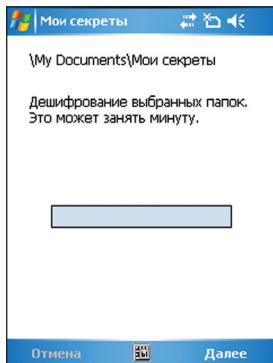 Мои секреты
\My Documents\Мои секреты
Дешифрование выбранных папок.
Это может занять минуту.
Отмена
Далее